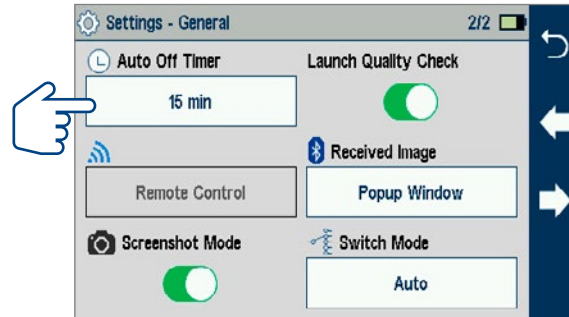 Settings - General 2/2
Auto Off Timer Launch Quality Check
15 min
Received Image
Remote Control Popup Window
Screenshot Mode Switch Mode
Auto